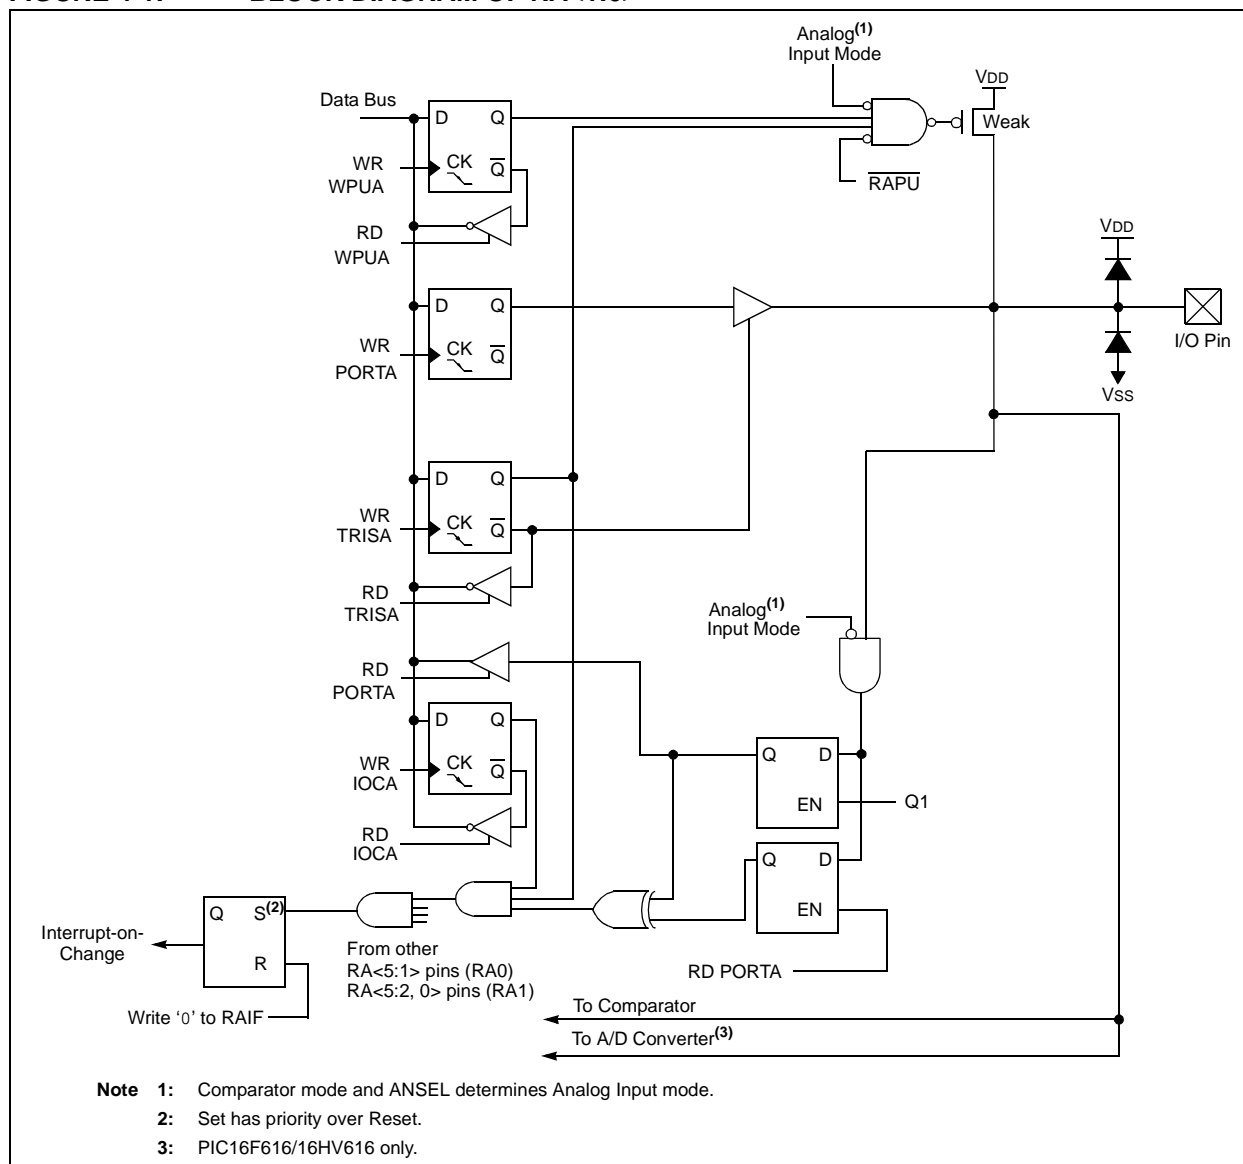 Analog(1)
Input Mode
VDD
Data Bus
D Q
Weak
WR
WPUA
CK Q
RAPU
RD
WPUA
VDD
D Q
I/O Pin
WR
PORTA
CK Q
VSS
D Q
WR
TRISA
CK Q
RD
TRISA
Analog(1)
Input Mode
RD
PORTA
D Q
Q D
WR
IOCA
CK Q
EN
Q1
RD
IOCA
Q D
EN
Q S(2)
Interrupt-on-
Change
R
From other
RA<5:1> pins (RA0)
RA<5:2, 0> pins (RA1)
RD PORTA
Write '0' to RAIF
To Comparator
To A/D Converter(3)
Note 1: Comparator mode and ANSEL determines Analog Input mode.
2: Set has priority over Reset.
3: PIC16F616/16HV616 only.